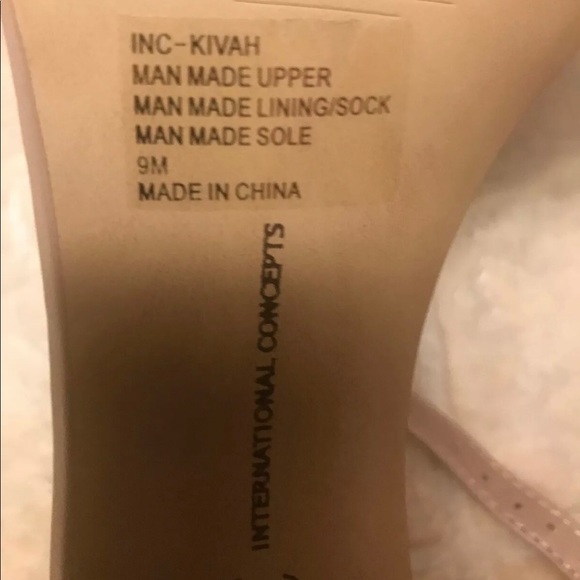 INC-KIVAH
MAN MADE UPPER
MAN MADE LINING/SOCK
MAN MADE SOLE
9M
MADE IN CHINA
INTERNATIONAL CONCEPTS